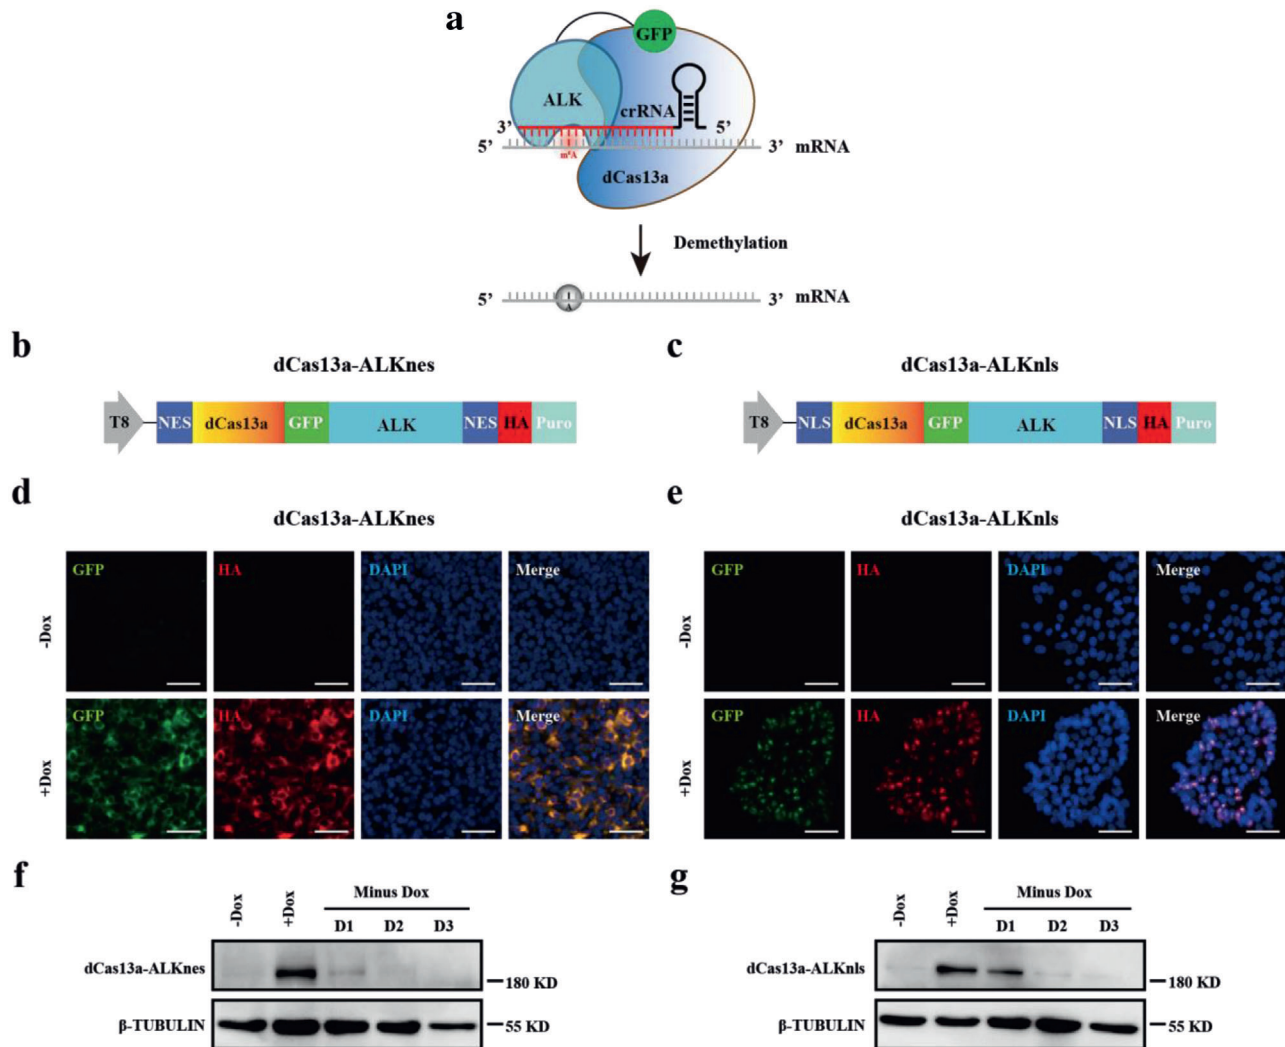 a
GFP
ALK
crRNA
3’ 5’
5’ 3’ mRNA
m⁶A
dCas13a
Demethylation
5’ 3’ mRNA
A
b
dCas13a-ALKnes
T8 NES dCas13a GFP ALK NES HA Puro
c
dCas13a-ALKnls
T8 NLS dCas13a GFP ALK NLS HA Puro
d
dCas13a-ALKnes
-Dox
GFP HA DAPI Merge
+Dox
GFP HA DAPI Merge
e
dCas13a-ALKnls
-Dox
GFP HA DAPI Merge
+Dox
GFP HA DAPI Merge
f
-Dox +Dox Minus Dox
D1 D2 D3
dCas13a-ALKnes 180 KD
β-TUBULIN 55 KD
g
-Dox +Dox Minus Dox
D1 D2 D3
dCas13a-ALKnls 180 KD
β-TUBULIN 55 KD